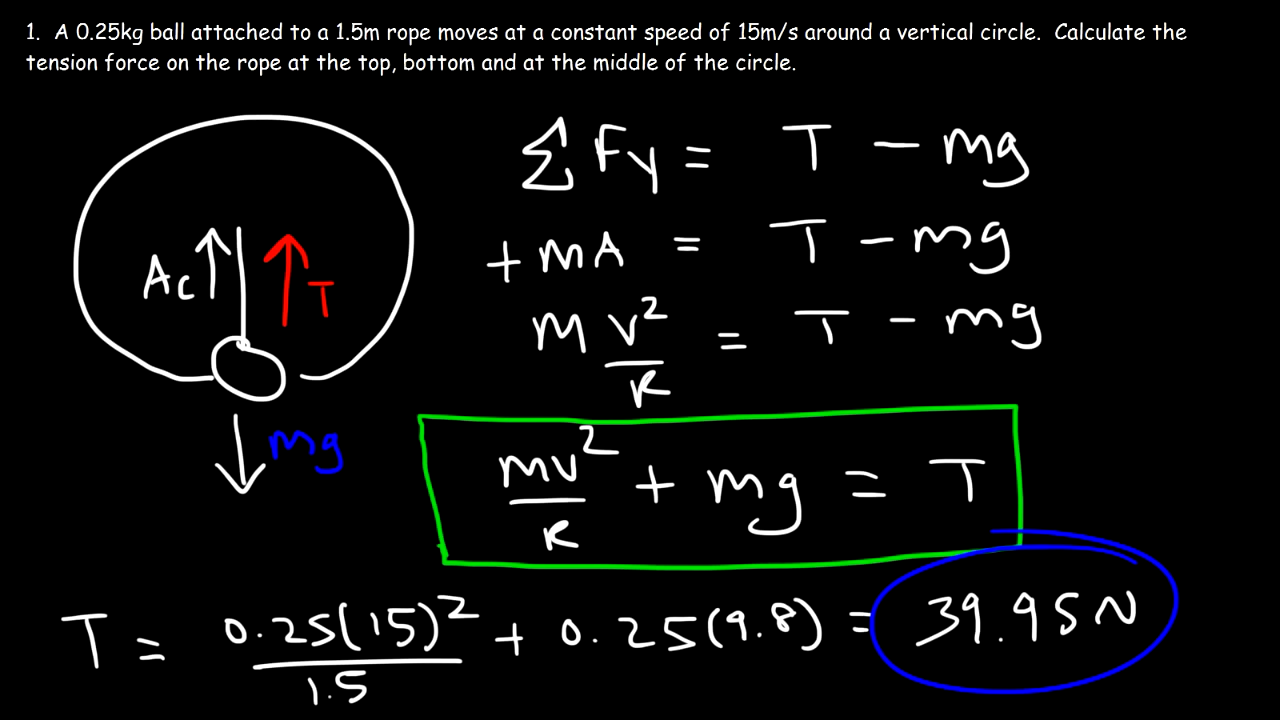 1. A 0.25kg ball attached to a 1.5m rope moves at a constant speed of 15m/s around a vertical circle. Calculate the
tension force on the rope at the top, bottom and at the middle of the circle.
Ac T
mg
∑Fy = T - mg
+mA = T - mg
m v²/R = T - mg
mv²/R + mg = T
T = 0.25(15)²/1.5 + 0.25(9.8) = 39.95N